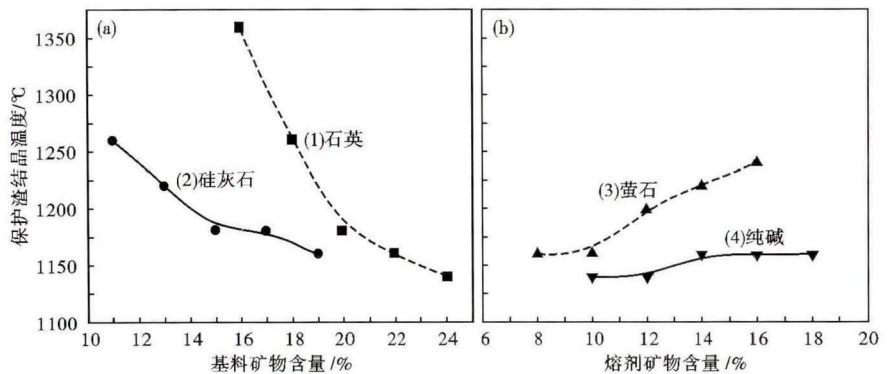 (a)
(b)
保护渣结晶温度/℃
1350
1300
1250
1200
1150
1100
(1)石英
(2)硅灰石
(3)萤石
(4)纯碱
10 12 14 16 18 20 22 24
6 8 10 12 14 16 18 20
基料矿物含量/%
熔剂矿物含量/%